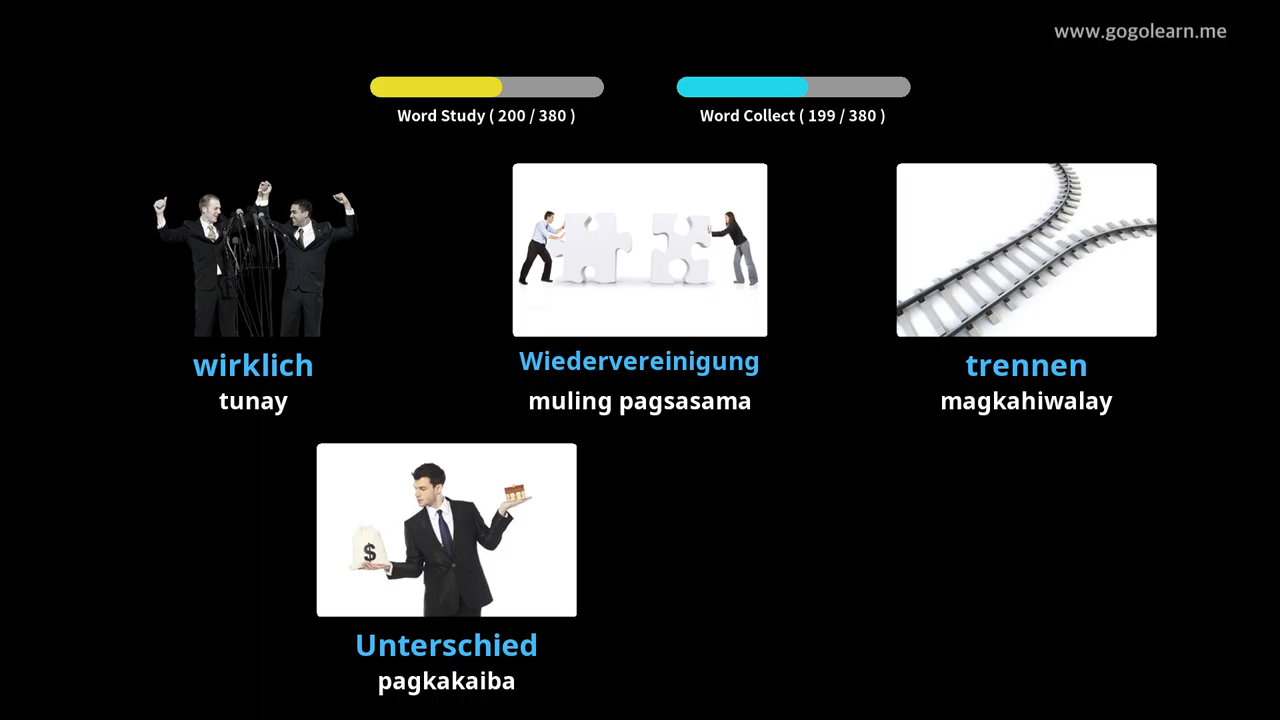 www.gogolearn.me
Word Study ( 200 / 380 )
Word Collect ( 199 / 380 )
wirklich
tunay
Wiedervereinigung
muling pagsasama
trennen
magkahiwalay
$
Unterschied
pagkakaiba